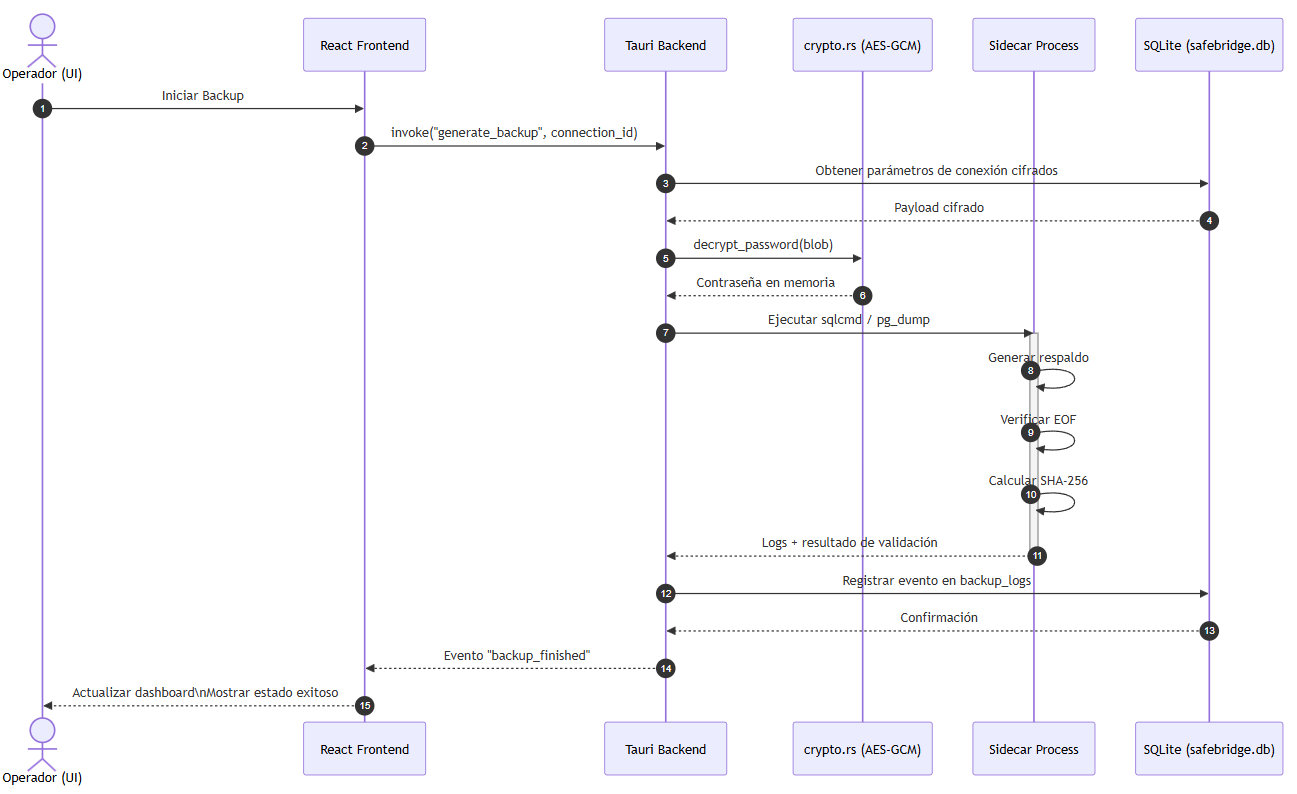 Operador (UI)
React Frontend
Tauri Backend
crypto.rs (AES-GCM)
Sidecar Process
SQLite (safebridge.db)
1
Iniciar Backup
2
invoke("generate_backup", connection_id)
3
Obtener parámetros de conexión cifrados
4
Payload cifrado
5
decrypt_password(blob)
6
Contraseña en memoria
7
Ejecutar sqlcmd / pg_dump
8
Generar respaldo
9
Verificar EOF
10
Calcular SHA-256
11
Logs + resultado de validación
12
Registrar evento en backup_logs
13
Confirmación
14
Evento "backup_finished"
15
Actualizar dashboard\nMostrar estado exitoso
Operador (UI)
React Frontend
Tauri Backend
crypto.rs (AES-GCM)
Sidecar Process
SQLite (safebridge.db)